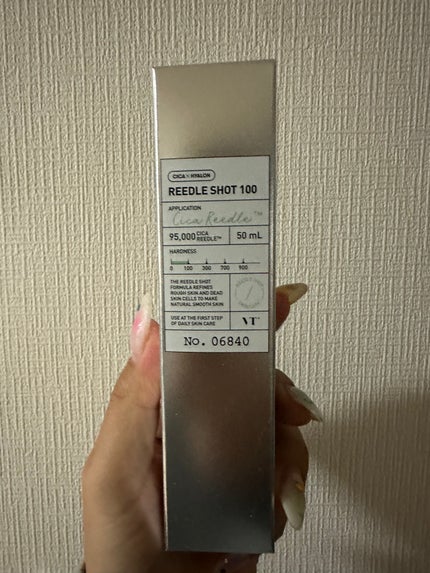 CICA × HYALON
REEDLE SHOT 100
APPLICATION
Cica Reedle™
95,000 CICA REEDLE™
50 mL
HARDNESS
0 100 300 700 900
THE REEDLE SHOT
FORMULA REFINES
ROUGH SKIN AND DEAD
SKIN CELLS TO MAKE
NATURAL SMOOTH SKIN
USE AT THE FIRST STEP
OF DAILY SKIN CARE
VT
No. 06840